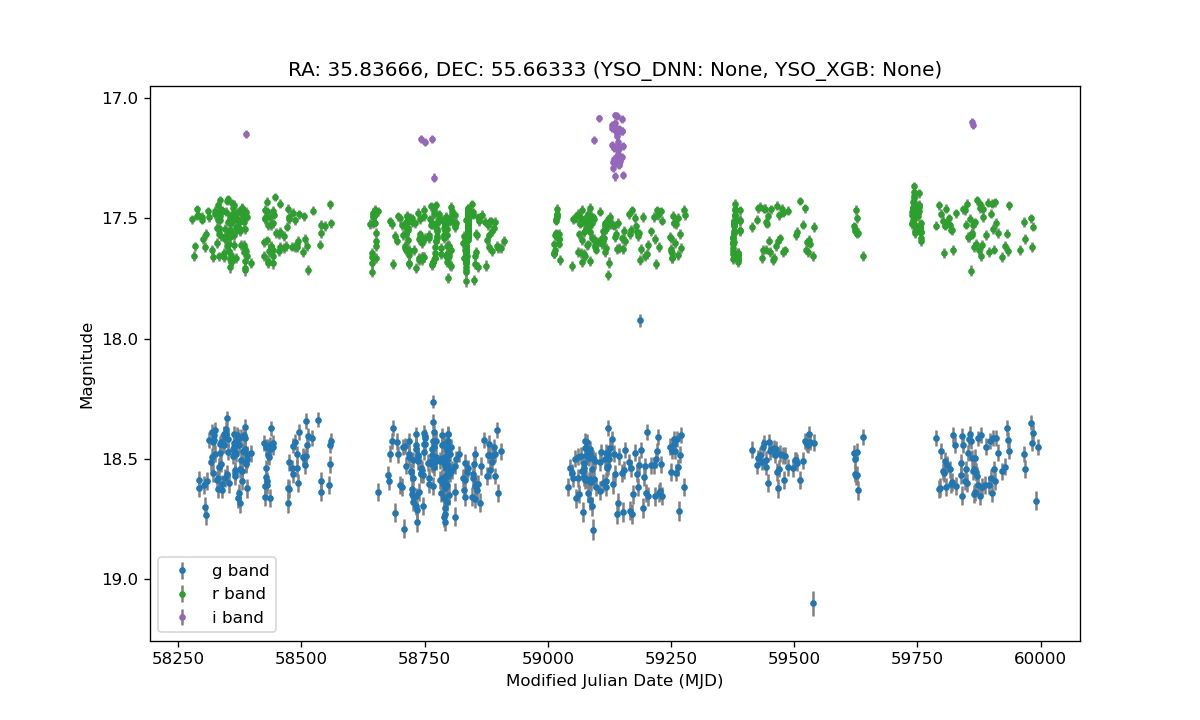 RA: 35.83666, DEC: 55.66333 (YSO_DNN: None, YSO_XGB: None)
17.0
17.5
18.0
18.5
19.0
Magnitude
g band
r band
i band
58250
58500
58750
59000
59250
59500
59750
60000
Modified Julian Date (MJD)